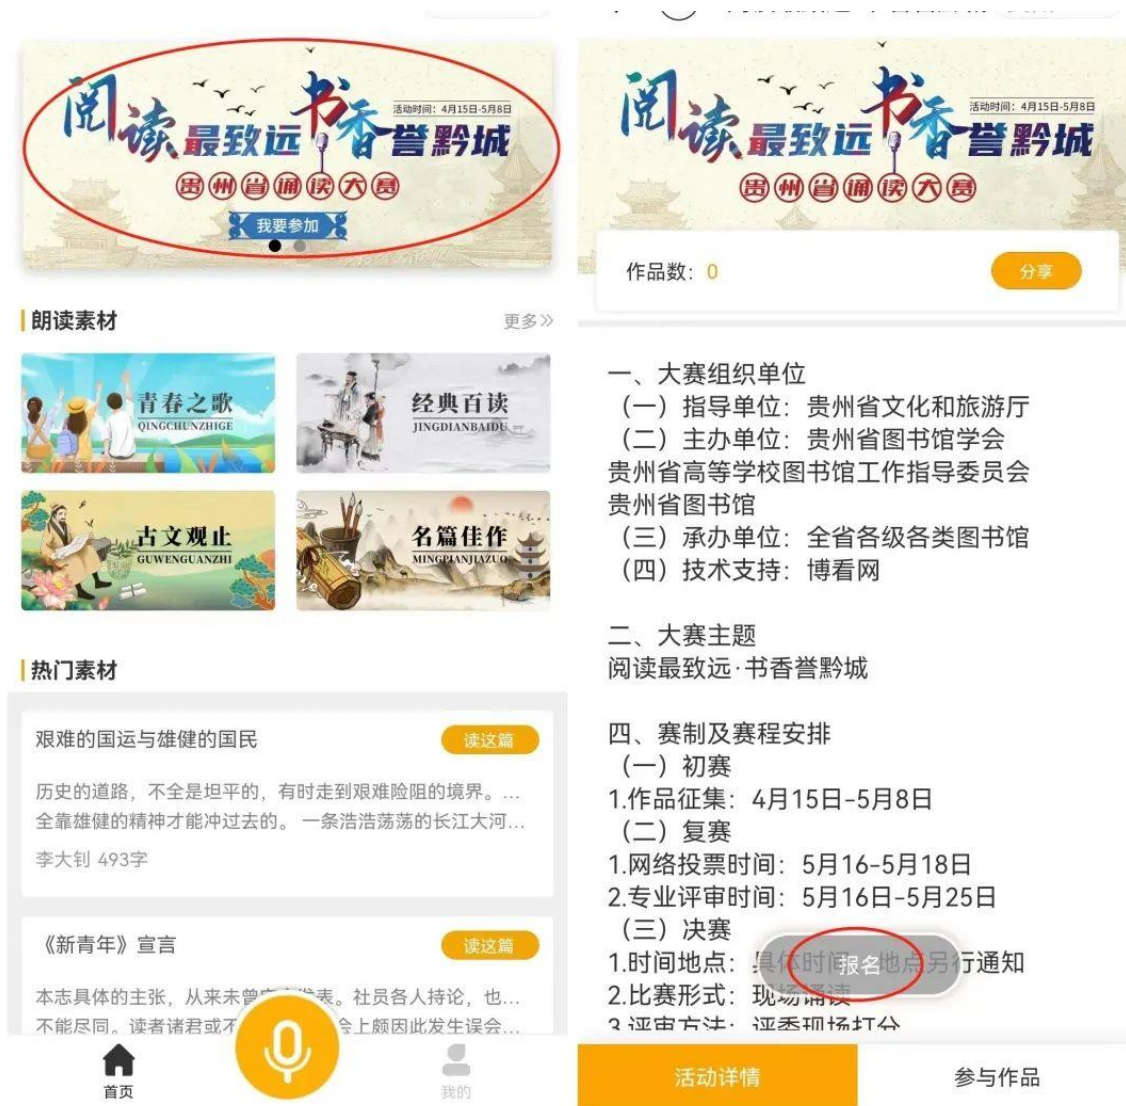 阅读最致远 书香誉黔城
活动时间：4月15日-5月8日
贵州省诵读大赛
我要参加
朗读素材
更多
青春之歌
QINGCHUNZHIGE
经典百读
JINGDIANBAIDU
古文观止
GUWENGUANZHI
名篇佳作
MINGPIANJIAZUO
热门素材
艰难的国运与雄健的国民
读这篇
历史的道路，不全是坦平的，有时走到艰难险阻的境界。...
全靠雄健的精神才能冲过去的。一条浩浩荡荡的长江大河...
李大钊 493字
《新青年》宣言
读这篇
本志具体的主张，从来未曾完全发表。社员各人持论，也...
不能尽同。读者诸君或不 会上颇因此发生误会...
首页
我的
阅读最致远 书香誉黔城
活动时间：4月15日-5月8日
贵州省诵读大赛
作品数：0
分享
一、大赛组织单位
（一）指导单位：贵州省文化和旅游厅
（二）主办单位：贵州省图书馆学会
贵州省高等学校图书馆工作指导委员会
贵州省图书馆
（三）承办单位：全省各级各类图书馆
（四）技术支持：博看网
二、大赛主题
阅读最致远·书香誉黔城
四、赛制及赛程安排
（一）初赛
1.作品征集：4月15日-5月8日
（二）复赛
1.网络投票时间：5月16-5月18日
2.专业评审时间：5月16日-5月25日
（三）决赛
1.时间地点：具体时间 地点另行通知
报名
2.比赛形式：现场诵读
3.评审方法：评委现场打分
活动详情
参与作品